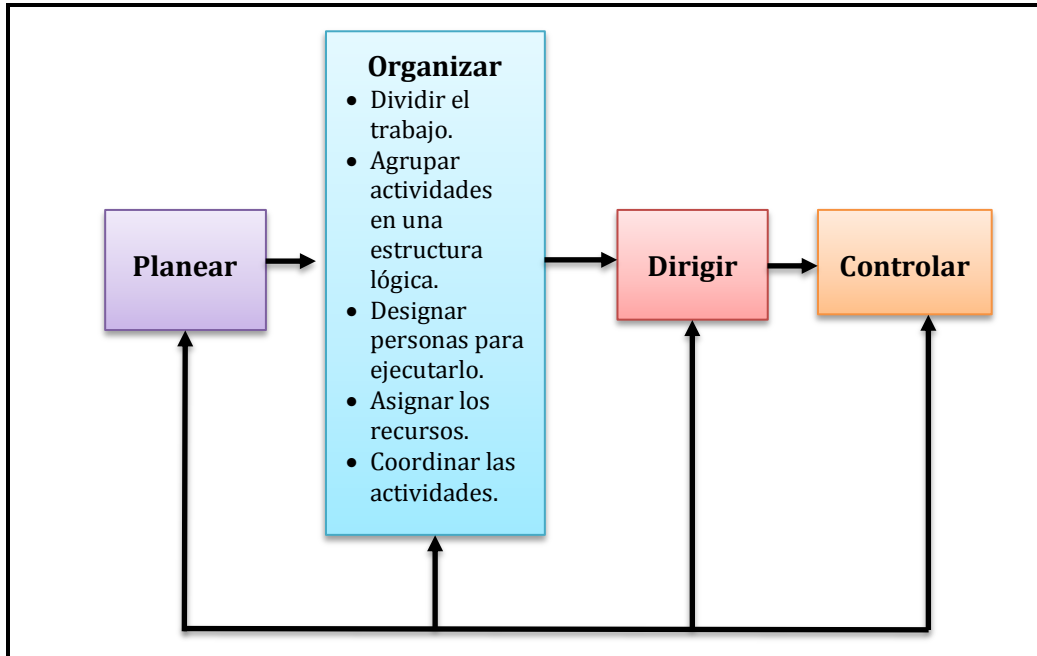 Organizar
• Dividir el
trabajo.
• Agrupar
actividades
en una
estructura
lógica.
• Designar
personas para
ejecutarlo.
• Asignar los
recursos.
• Coordinar las
actividades.
Planear
Dirigir
Controlar